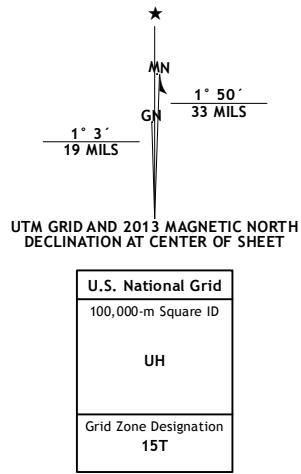 ★
MN
1° 50´
33 MILS
GN
1° 3´
19 MILS
UTM GRID AND 2013 MAGNETIC NORTH
DECLINATION AT CENTER OF SHEET
U.S. National Grid
100,000-m Square ID
UH
Grid Zone Designation
15T